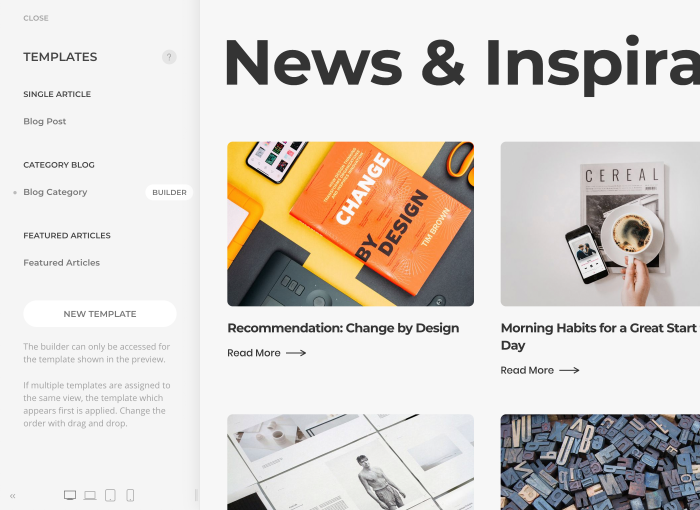 CLOSE
TEMPLATES
?
SINGLE ARTICLE
Blog Post
CATEGORY BLOG
Blog Category
BUILDER
FEATURED ARTICLES
Featured Articles
NEW TEMPLATE
The builder can only be accessed for
the template shown in the preview.
If multiple templates are assigned to
the same view, the template which
appears first is applied. Change the
order with drag and drop.
«
News & Inspira
CHANGE
BY
DESIGN
TIM BROWN
CEREAL
Recommendation: Change by Design
Read More
Morning Habits for a Great Start
Day
Read More